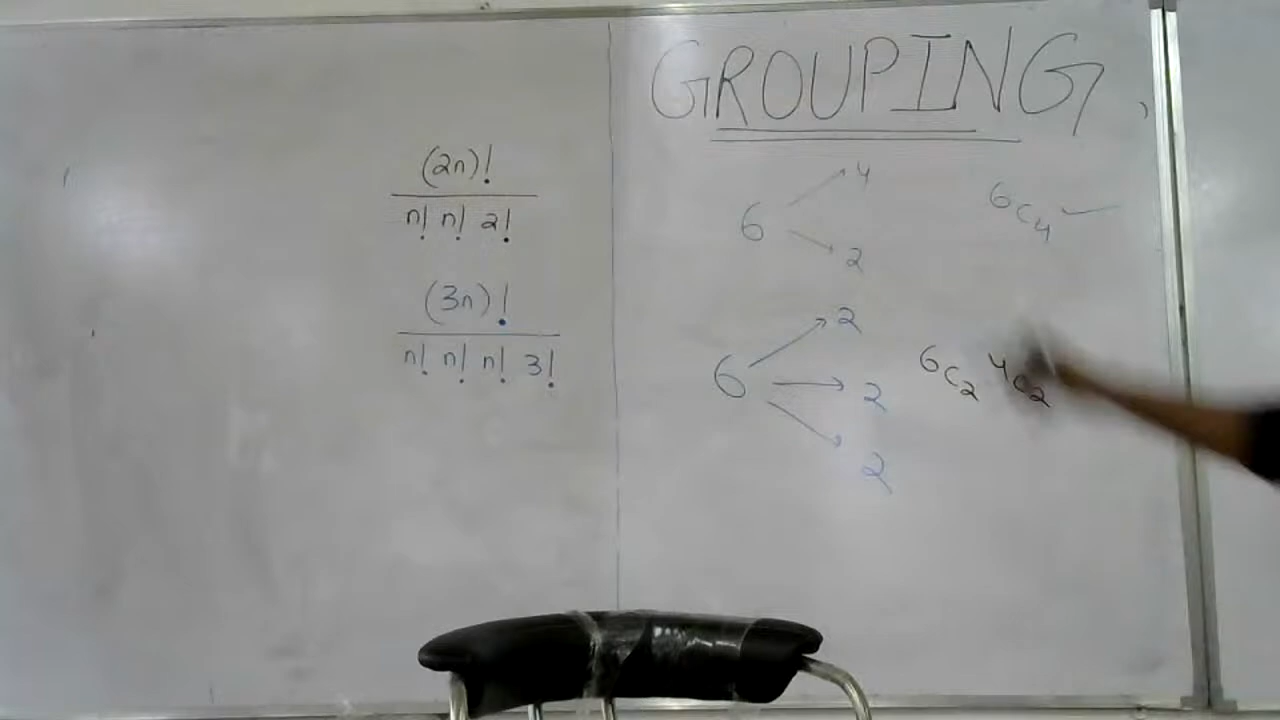 (2n)!
n! n! 2!
(3n)!
n! n! n! 3!
GROUPING,
4
6 ⁶C₄
2
2
6 2 ⁶C₂ ⁴C₂
2